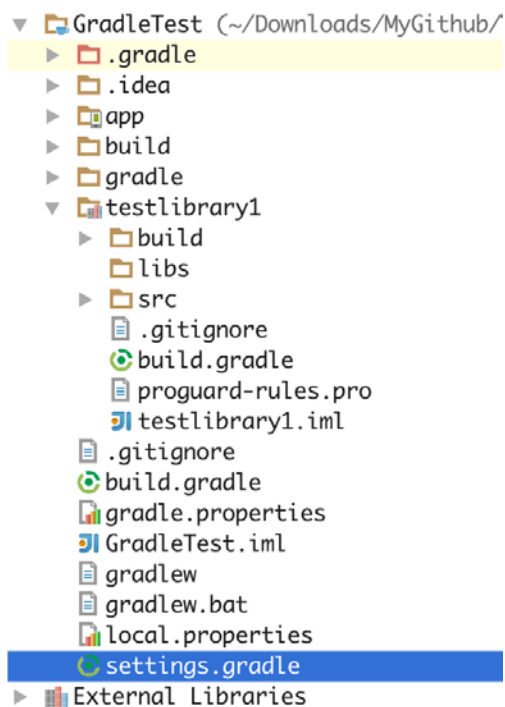 GradleTest (~/Downloads/MyGithub/
.gradle
.idea
app
build
gradle
testlibrary1
build
libs
src
.gitignore
build.gradle
proguard-rules.pro
testlibrary1.iml
.gitignore
build.gradle
gradle.properties
GradleTest.iml
gradlew
gradlew.bat
local.properties
settings.gradle
External Libraries